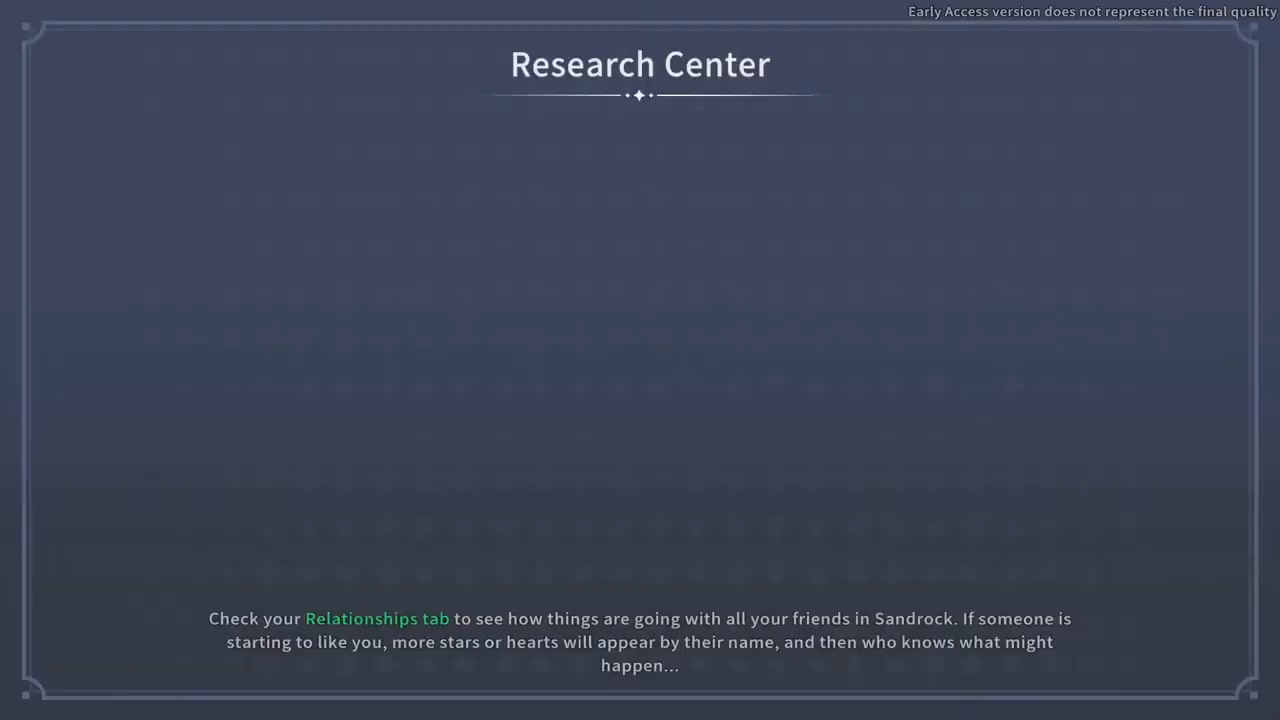 Early Access version does not represent the final quality
Research Center
Check your Relationships tab to see how things are going with all your friends in Sandrock. If someone is
starting to like you, more stars or hearts will appear by their name, and then who knows what might
happen...